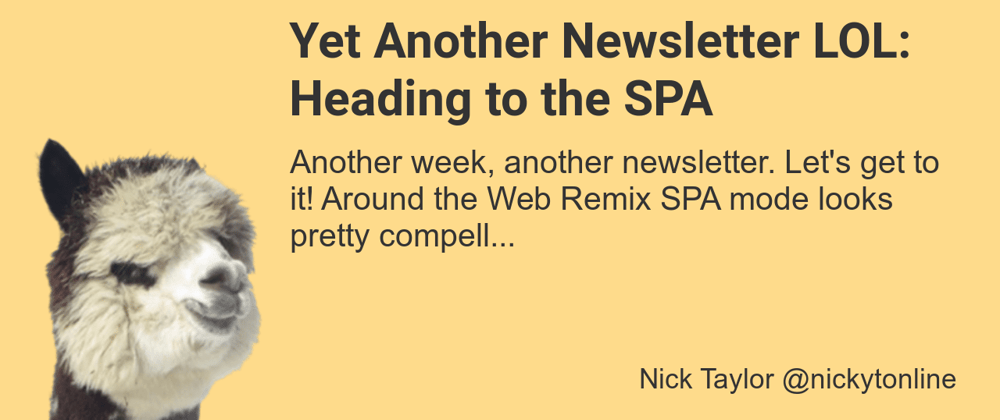 Yet Another Newsletter LOL:
Heading to the SPA
Another week, another newsletter. Let's get to
it! Around the Web Remix SPA mode looks
pretty compell...
Nick Taylor @nickytonline